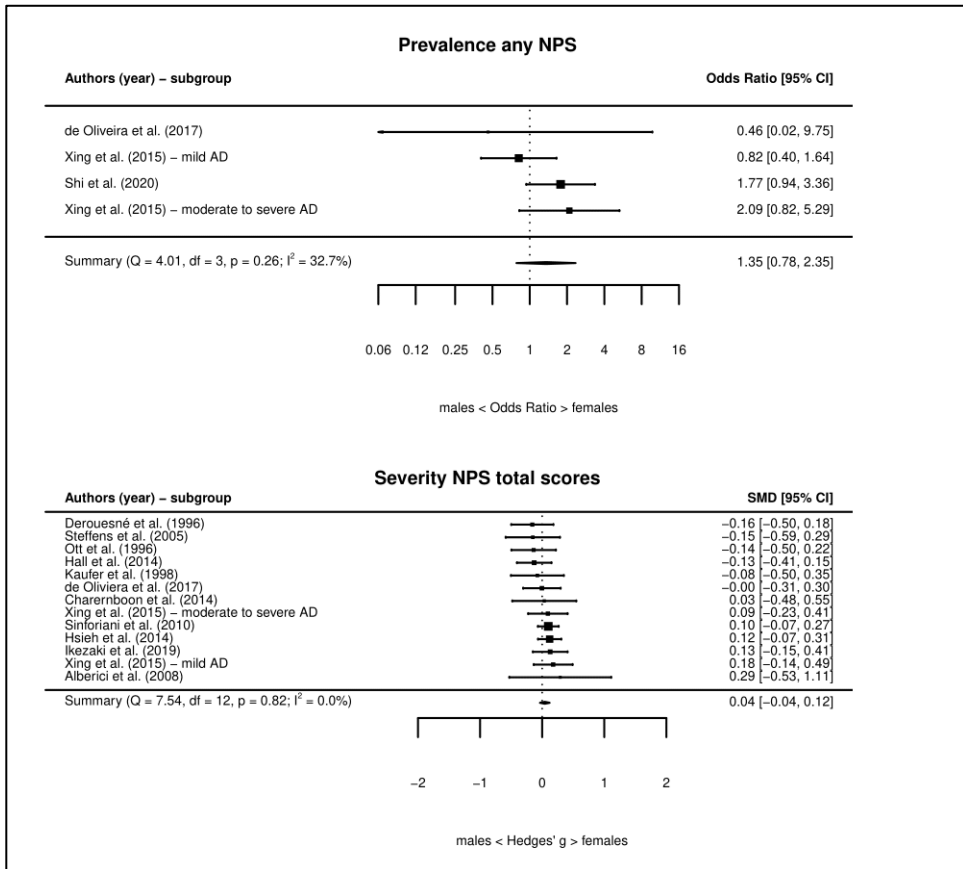 Prevalence any NPS
Authors (year) − subgroup Odds Ratio [95% CI]
de Oliveira et al. (2017) 0.46 [0.02, 9.75]
Xing et al. (2015) − mild AD 0.82 [0.40, 1.64]
Shi et al. (2020) 1.77 [0.94, 3.36]
Xing et al. (2015) − moderate to severe AD 2.09 [0.82, 5.29]
Summary (Q = 4.01, df = 3, p = 0.26; I² = 32.7%) 1.35 [0.78, 2.35]
0.06 0.12 0.25 0.5 1 2 4 8 16
males < Odds Ratio > females
Severity NPS total scores
Authors (year) − subgroup SMD [95% CI]
Derouesné et al. (1996) −0.16 [−0.50, 0.18]
Steffens et al. (2005) −0.15 [−0.59, 0.29]
Ott et al. (1996) −0.14 [−0.50, 0.22]
Hall et al. (2014) −0.13 [−0.41, 0.15]
Kaufer et al. (1998) −0.08 [−0.50, 0.35]
de Oliviera et al. (2017) −0.00 [−0.31, 0.30]
Charernboon et al. (2014) 0.03 [−0.48, 0.55]
Xing et al. (2015) − moderate to severe AD 0.09 [−0.23, 0.41]
Sinforiani et al. (2010) 0.10 [−0.07, 0.27]
Hsieh et al. (2014) 0.12 [−0.07, 0.31]
Ikezaki et al. (2019) 0.13 [−0.15, 0.41]
Xing et al. (2015) − mild AD 0.18 [−0.14, 0.49]
Alberici et al. (2008) 0.29 [−0.53, 1.11]
Summary (Q = 7.54, df = 12, p = 0.82; I² = 0.0%) 0.04 [−0.04, 0.12]
−2 −1 0 1 2
males < Hedges' g > females